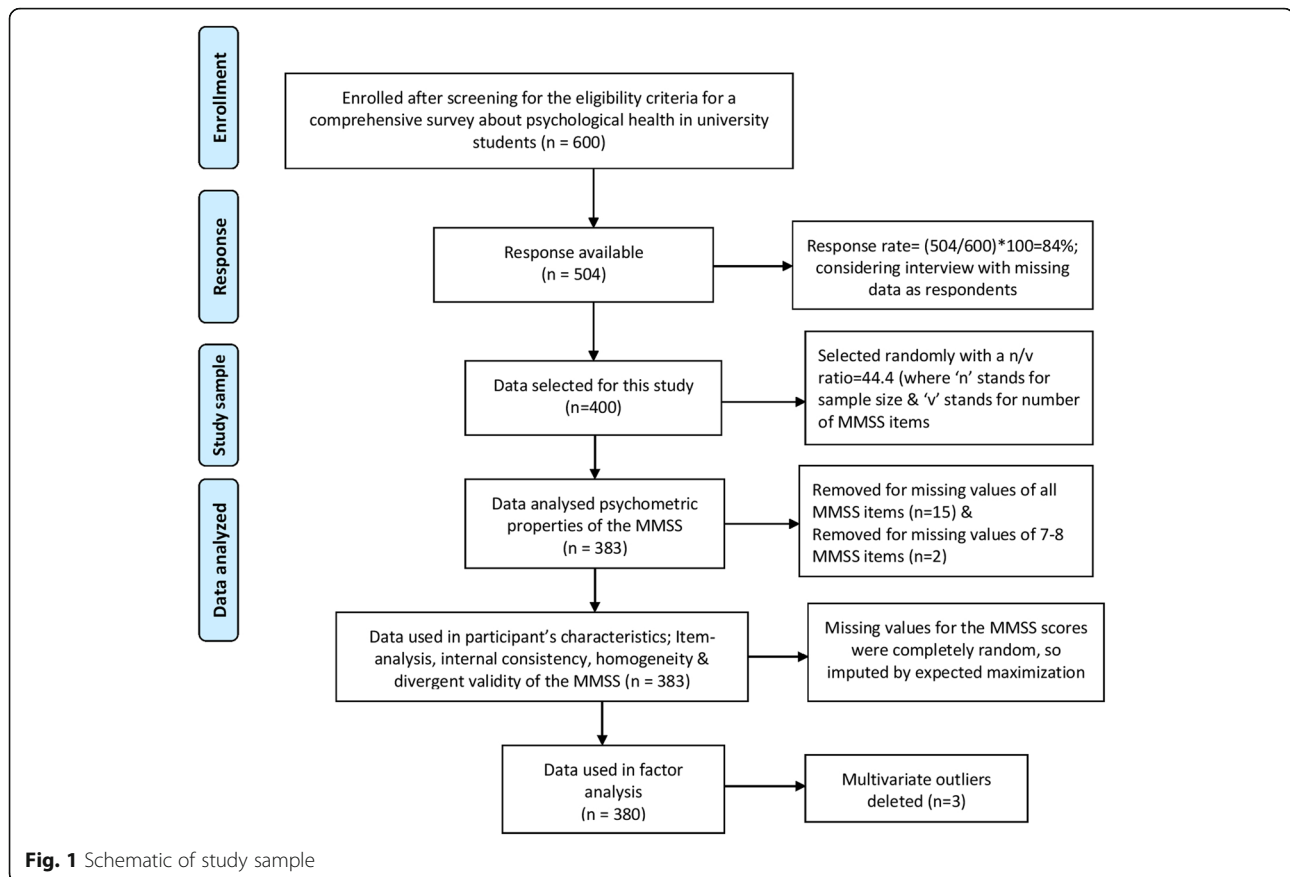 Enrollment
Enrolled after screening for the eligibility criteria for a
comprehensive survey about psychological health in university
students (n = 600)
Response
Response available
(n = 504)
Response rate= (504/600)*100=84%;
considering interview with missing
data as respondents
Study sample
Data selected for this study
(n=400)
Selected randomly with a n/v
ratio=44.4 (where ‘n’ stands for
sample size & ‘v’ stands for number
of MMSS items
Data analyzed
Data analysed psychometric
properties of the MMSS
(n = 383)
Removed for missing values of all
MMSS items (n=15) &
Removed for missing values of 7-8
MMSS items (n=2)
Data used in participant’s characteristics; Item-
analysis, internal consistency, homogeneity &
divergent validity of the MMSS (n = 383)
Missing values for the MMSS scores
were completely random, so
imputed by expected maximization
Data used in factor
analysis
(n = 380)
Multivariate outliers
deleted (n=3)
Fig. 1 Schematic of study sample